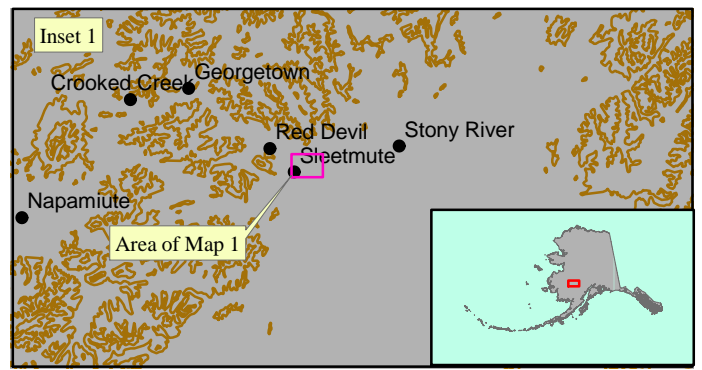 Inset 1
Georgetown
Crooked Creek
Red Devil
Stony River
Sleetmute
Napamiute
Area of Map 1